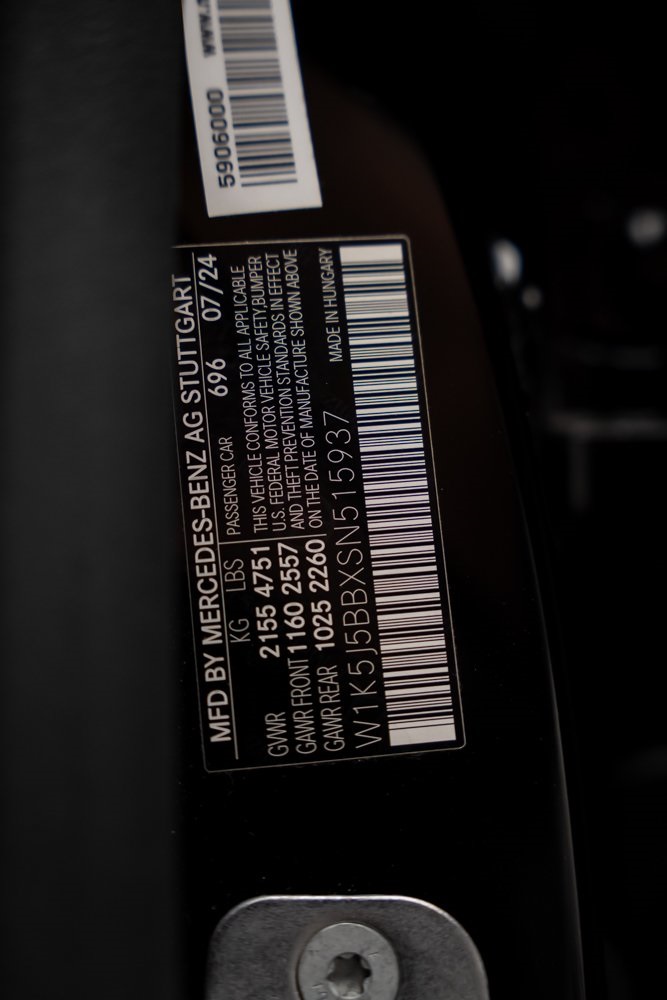 5906000
MFD BY MERCEDES-BENZ AG STUTTGART
KG LBS PASSENGER CAR 696 07/24
GVWR 2155 4751 THIS VEHICLE CONFORMS TO ALL APPLICABLE
GAWR FRONT 1160 2557 U.S. FEDERAL MOTOR VEHICLE SAFETY,BUMPER
GAWR REAR 1025 2260 AND THEFT PREVENTION STANDARDS IN EFFECT
ON THE DATE OF MANUFACTURE SHOWN ABOVE
W1K5J5BBXSN515937 MADE IN HUNGARY